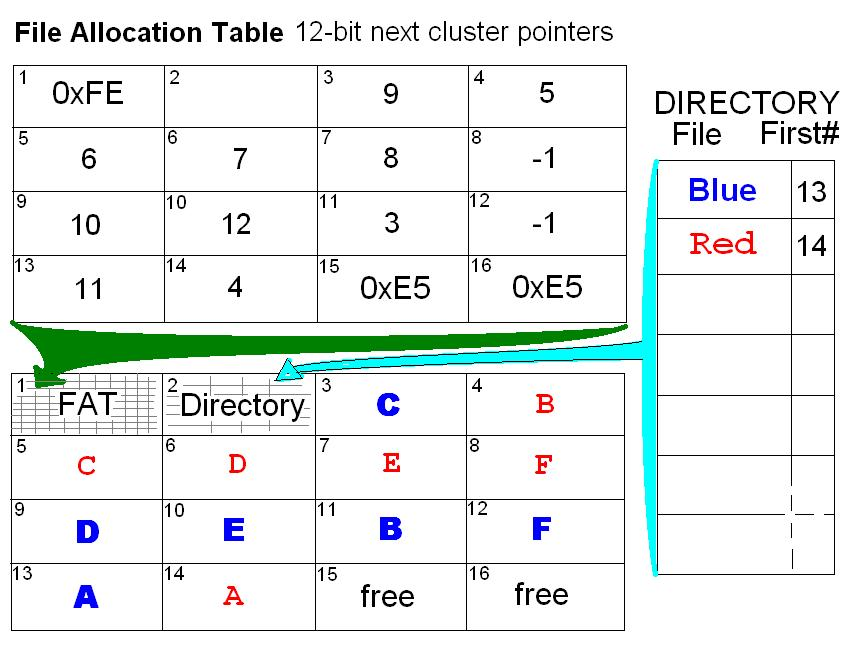 File Allocation Table 12-bit next cluster pointers
DIRECTORY
File First#
1 0xFE 2 3 9 4 5
5 6 6 7 7 8 8 -1
9 10 10 12 11 3 12 -1
13 11 14 4 15 0xE5 16 0xE5
Blue 13
Red 14
1 FAT 2 Directory 3 C 4 B
5 C 6 D 7 E 8 F
9 D 10 E 11 B 12 F
13 A 14 A 15 free 16 free